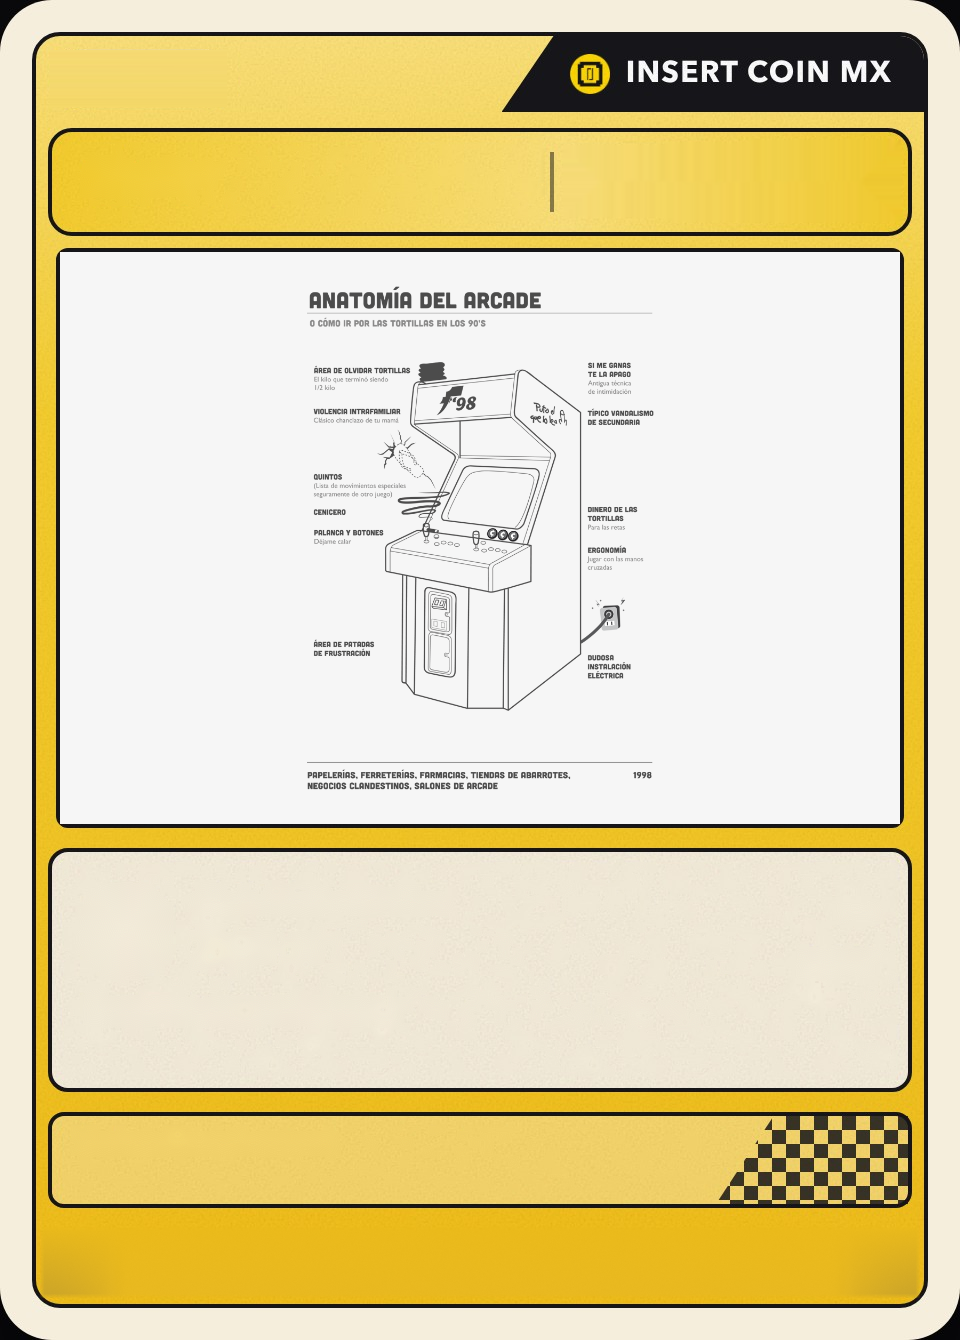 INSERT COIN MX
ANATOMÍA DEL ARCADE
O CÓMO IR POR LAS TORTILLAS EN LOS 90'S
ÁREA DE OLVIDAR TORTILLAS
El kilo que terminó siendo
1/2 kilo
VIOLENCIA INTRAFAMILIAR
Clásico chanclazo de tu mamá
QUINTOS
(Lista de movimientos especiales
seguramente de otro juego)
CENICERO
PALANCA Y BOTONES
Déjame calar
ÁREA DE PATADAS
DE FRUSTRACIÓN
'98
SI ME GANAS
TE LA APAGO
Antigua técnica
de intimidación
TÍPICO VANDALISMO
DE SECUNDARIA
DINERO DE LAS
TORTILLAS
Para las retas
ERGONOMÍA
Jugar con las manos
cruzadas
DUDOSA
INSTALACIÓN
ELÉCTRICA
PAPELERÍAS, FERRETERÍAS, FARMACIAS, TIENDAS DE ABARROTES,
NEGOCIOS CLANDESTINOS, SALONES DE ARCADE
1998